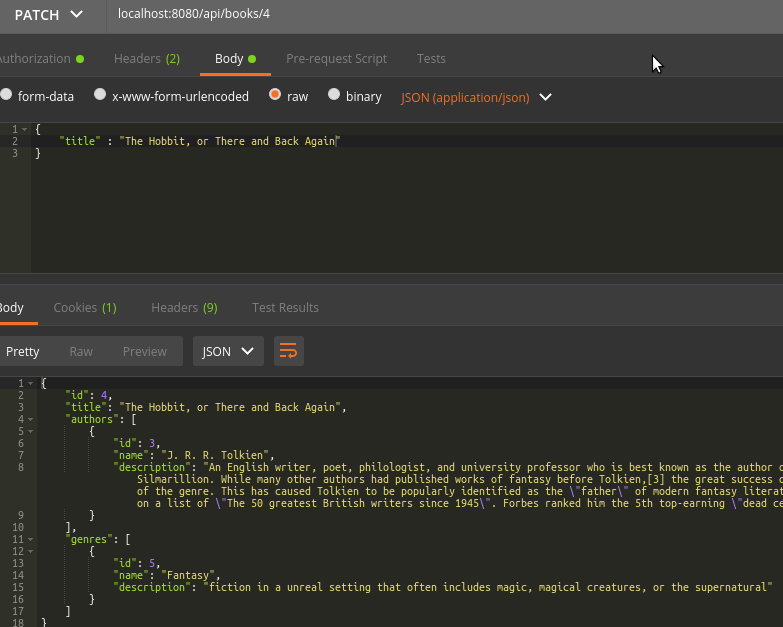 PATCH localhost:8080/api/books/4
Authorization Headers (2) Body Pre-request Script Tests
form-data x-www-form-urlencoded raw binary JSON (application/json)
1 {
2 "title" : "The Hobbit, or There and Back Again"
3 }
Body Cookies (1) Headers (9) Test Results
Pretty Raw Preview JSON
1 {
2 "id": 4,
3 "title": "The Hobbit, or There and Back Again",
4 "authors": [
5 {
6 "id": 3,
7 "name": "J. R. R. Tolkien",
8 "description": "An English writer, poet, philologist, and university professor who is best known as the author o
Silmarillion. While many other authors had published works of fantasy before Tolkien,[3] the great success o
of the genre. This has caused Tolkien to be popularly identified as the \"father\" of modern fantasy literat
on a list of \"The 50 greatest British writers since 1945\". Forbes ranked him the 5th top-earning \"dead ce
9 }
10 ],
11 "genres": [
12 {
13 "id": 5,
14 "name": "Fantasy",
15 "description": "fiction in a unreal setting that often includes magic, magical creatures, or the supernatural"
16 }
17 ]
18 }